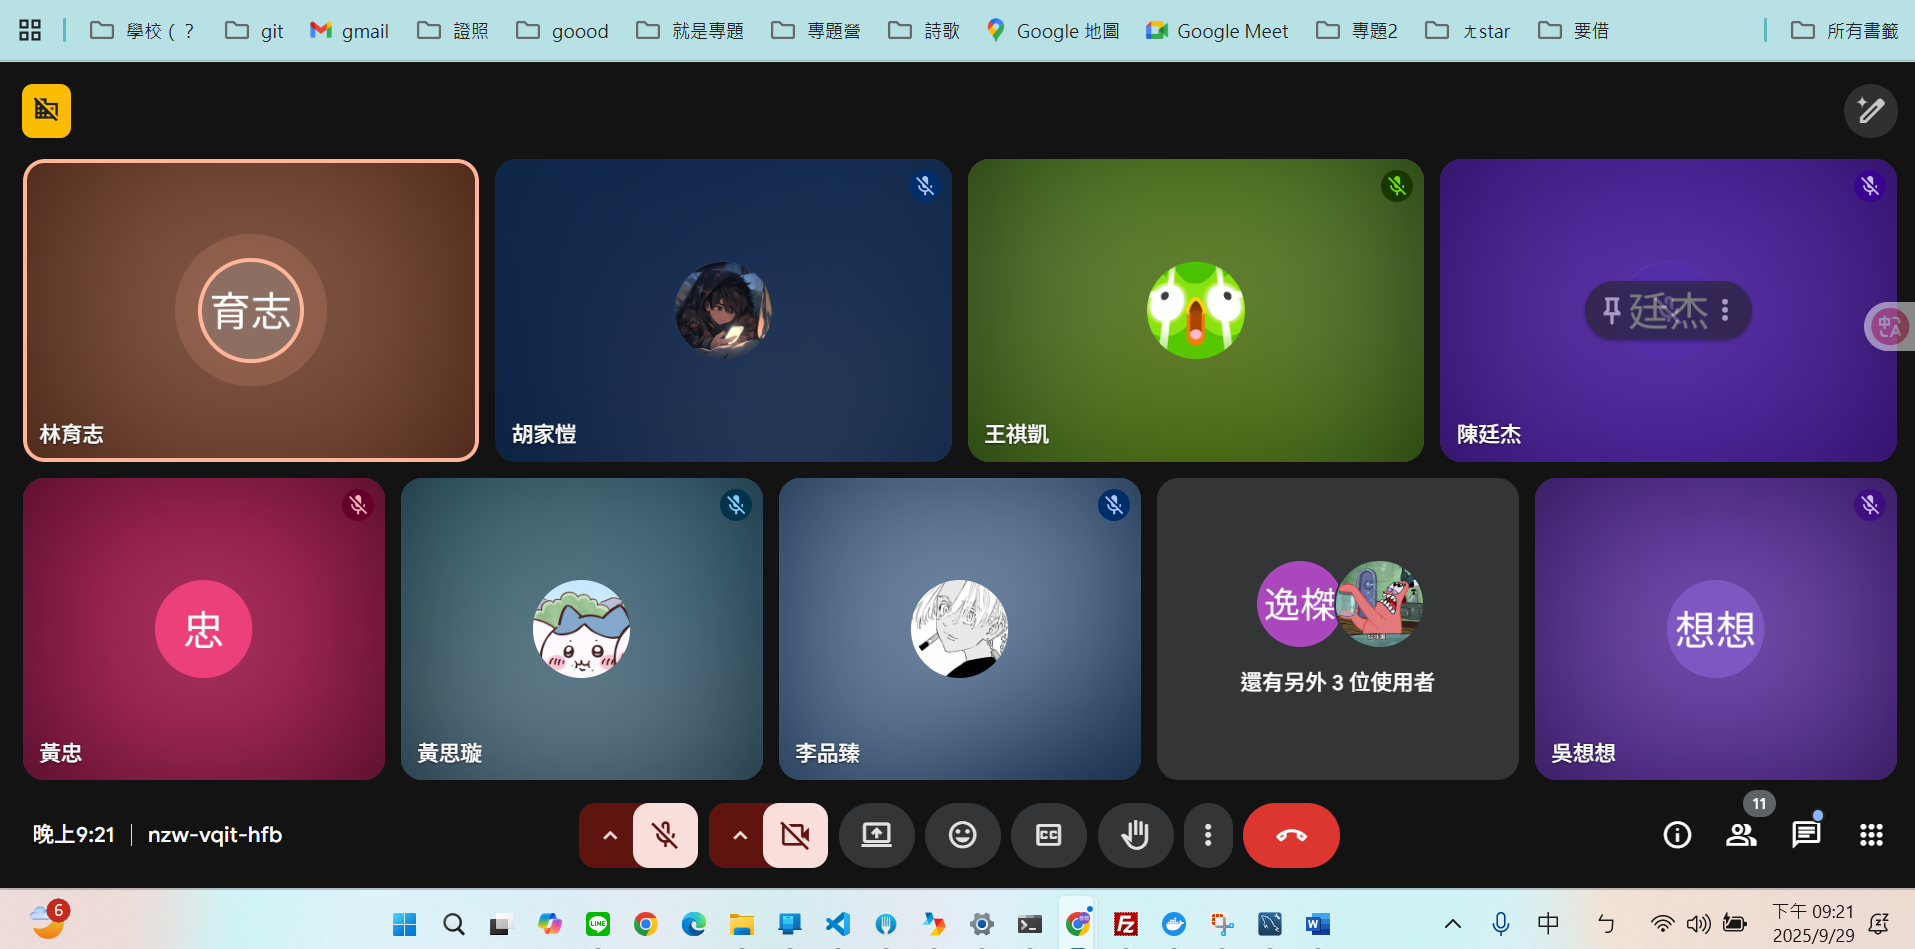 學校（ ？
git
gmail
證照
goood
就是專題
專題營
詩歌
Google 地圖
Google Meet
專題2
ㄤstar
要借
所有書籤
育志
林育志
胡家愷
王祺凱
廷杰
陳廷杰
忠
黃忠
黃思璇
李品臻
逸榤
還有另外 3 位使用者
想想
吳想想
晚上9:21
nzw-vqit-hfb
CC
11
6
LINE
中
ㄅ
下午 09:21
2025/9/29